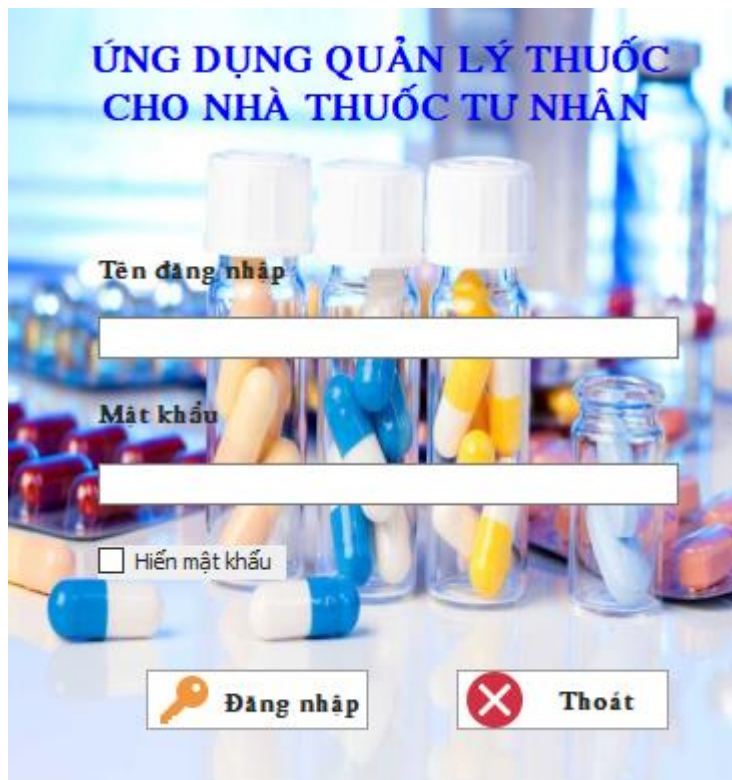 ỨNG DỤNG QUẢN LÝ THUỐC
CHO NHÀ THUỐC TƯ NHÂN
Tên đăng nhập
Mật khẩu
Hiển mật khẩu
Đăng nhập
Thoát